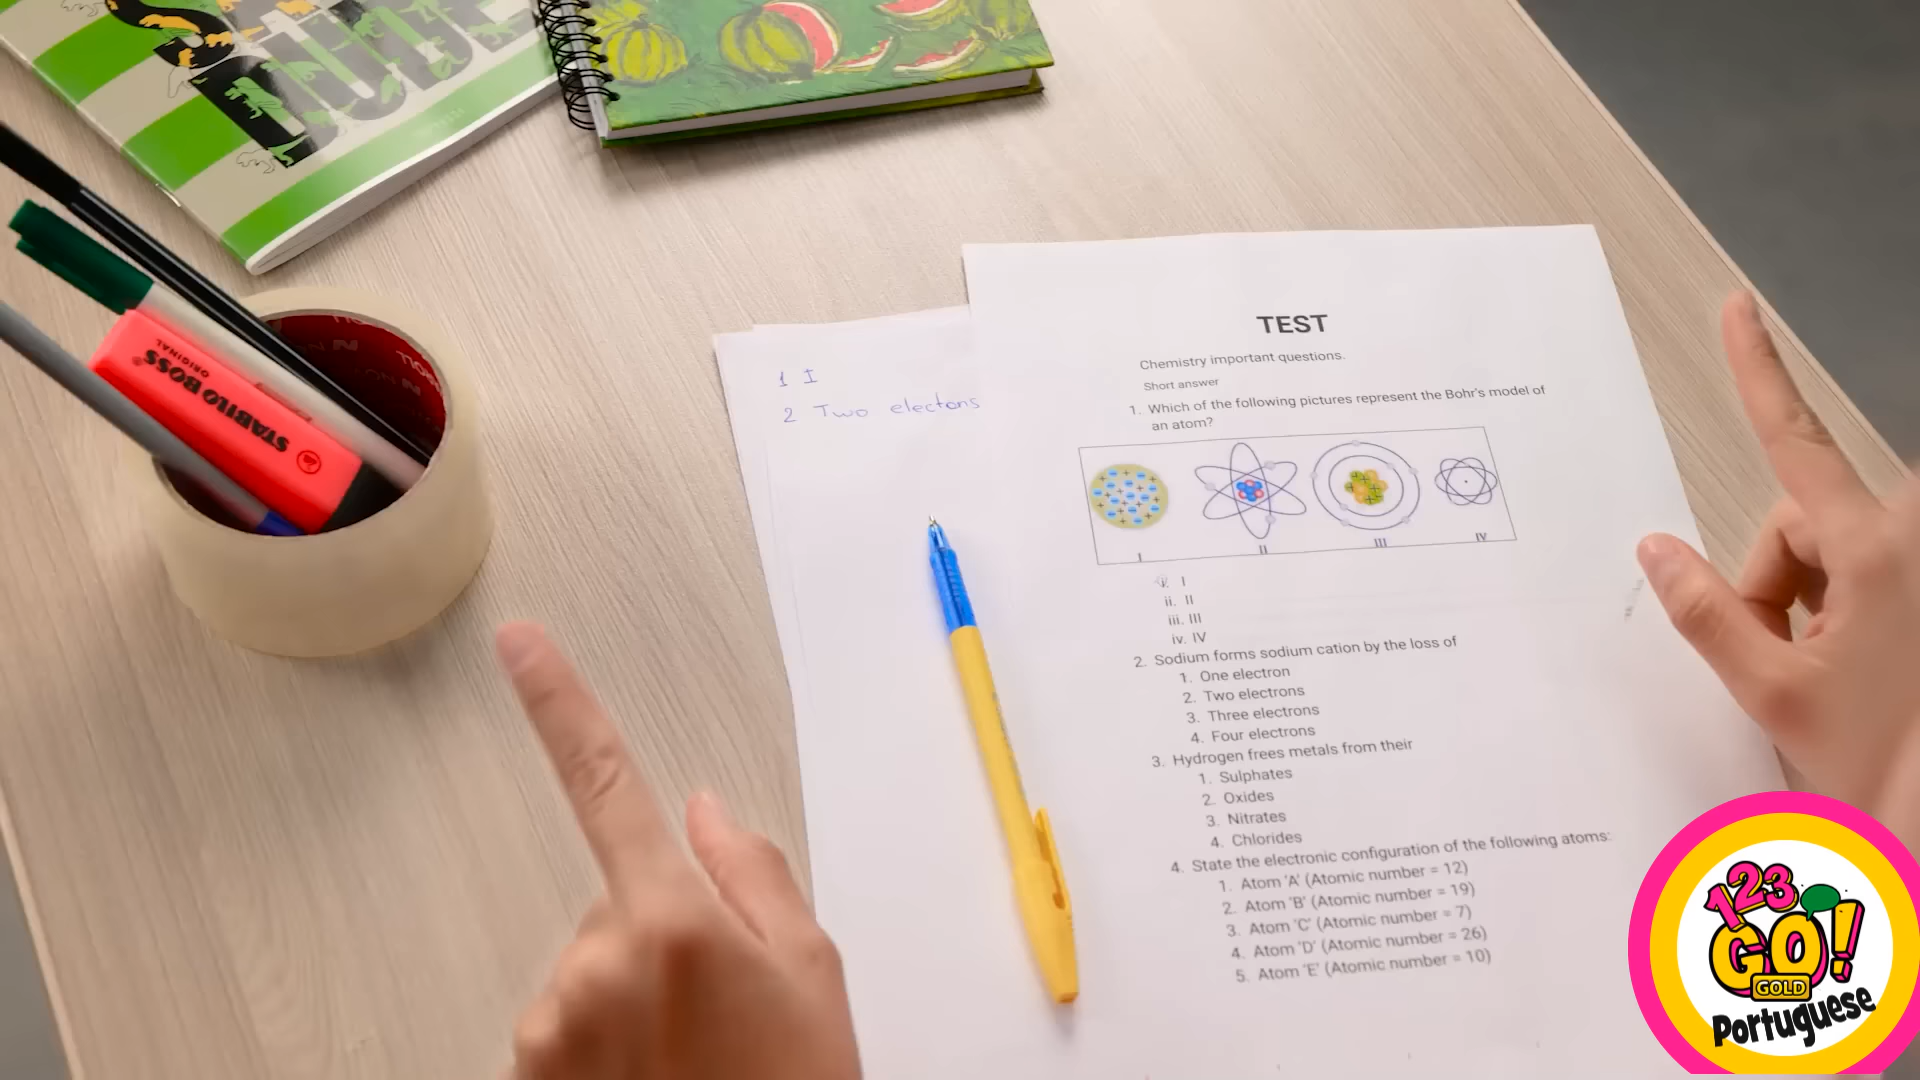 STABILO BOSS
ORIGINAL
1 I
2 Two electons
TEST
Chemistry important questions.
Short answer
1. Which of the following pictures represent the Bohr's model of
an atom?
I II III IV
i. I
ii. II
iii. III
iv. IV
2. Sodium forms sodium cation by the loss of
1. One electron
2. Two electrons
3. Three electrons
4. Four electrons
3. Hydrogen frees metals from their
1. Sulphates
2. Oxides
3. Nitrates
4. Chlorides
4. State the electronic configuration of the following atoms:
1. Atom 'A' (Atomic number = 12)
2. Atom 'B' (Atomic number = 19)
3. Atom 'C' (Atomic number = 7)
4. Atom 'D' (Atomic number = 26)
5. Atom 'E' (Atomic number = 10)
123
GO!
GOLD
Portuguese